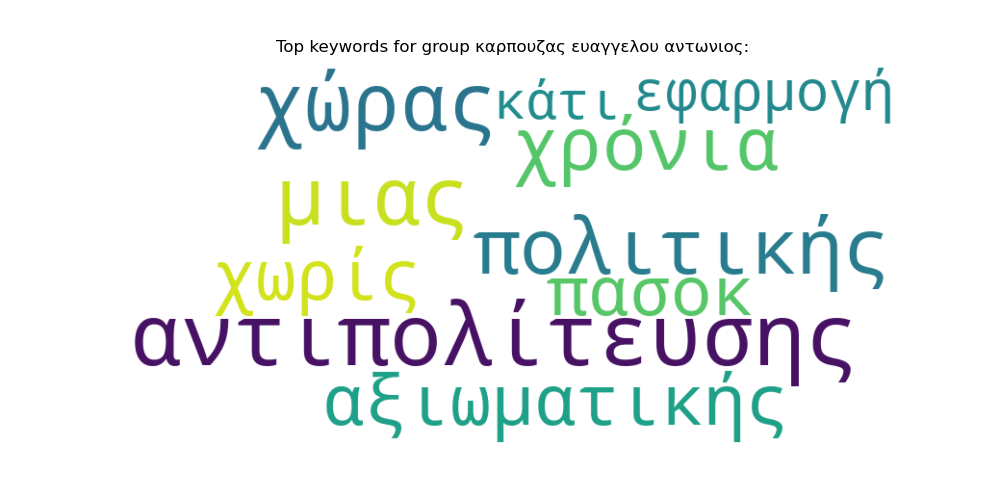 Top keywords for group καρπουζας ευαγγελου αντωνιος:
χώρας
κάτι
εφαρμογή
χρόνια
μιας
πολιτικής
χωρίς
πασοκ
αντιπολίτευσης
αξιωματικής